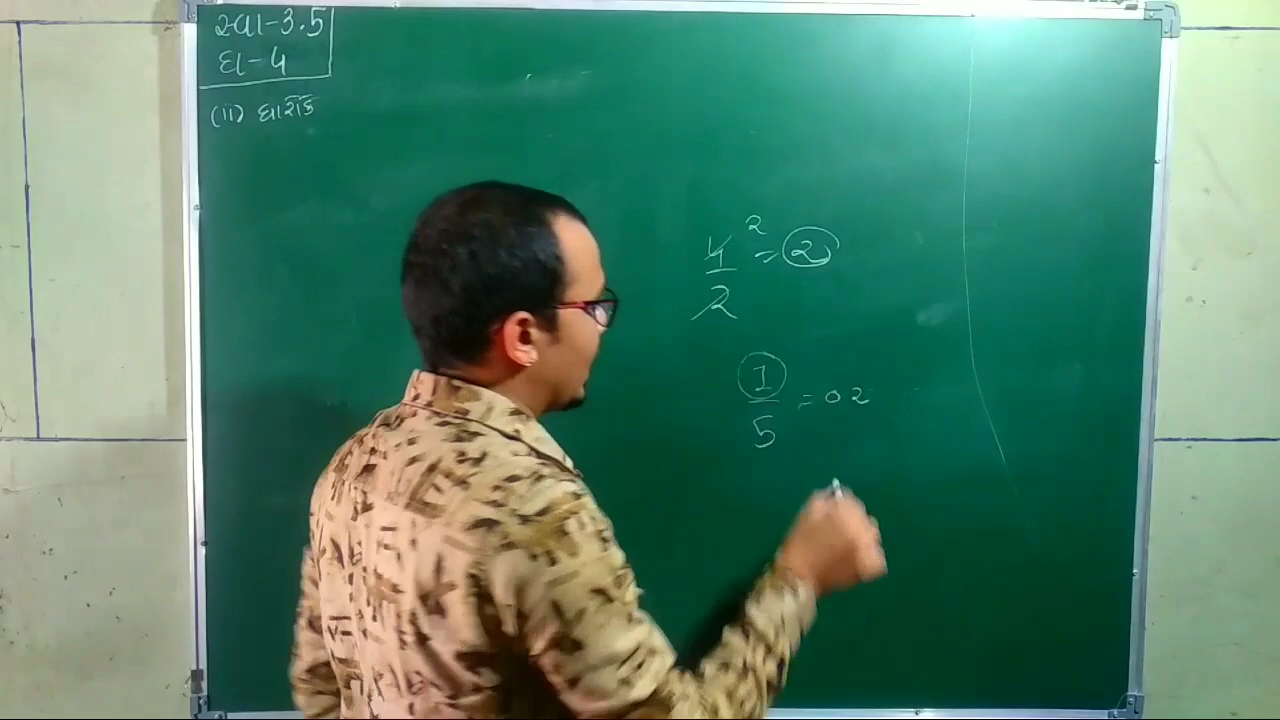 સ્વા-3.5
દા-4
(ii) ઘાતાંક
4/2 ² = 2
1/5 = 0 2